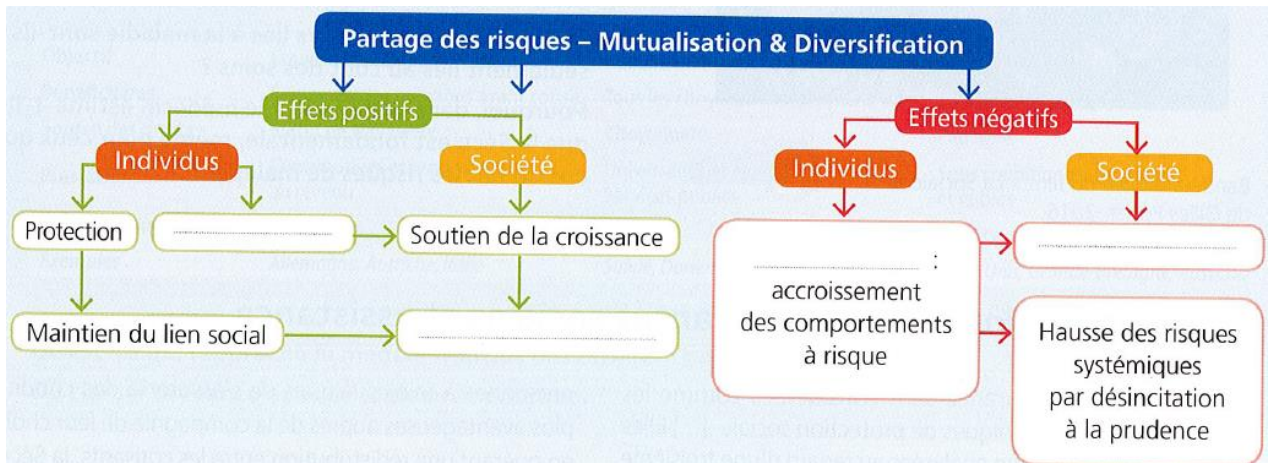 Partage des risques – Mutualisation & Diversification
Effets positifs
Effets négatifs
Individus
Société
Individus
Société
Protection
Soutien de la croissance
Maintien du lien social
:
accroissement
des comportements
à risque
Hausse des risques
systémiques
par désincitation
à la prudence